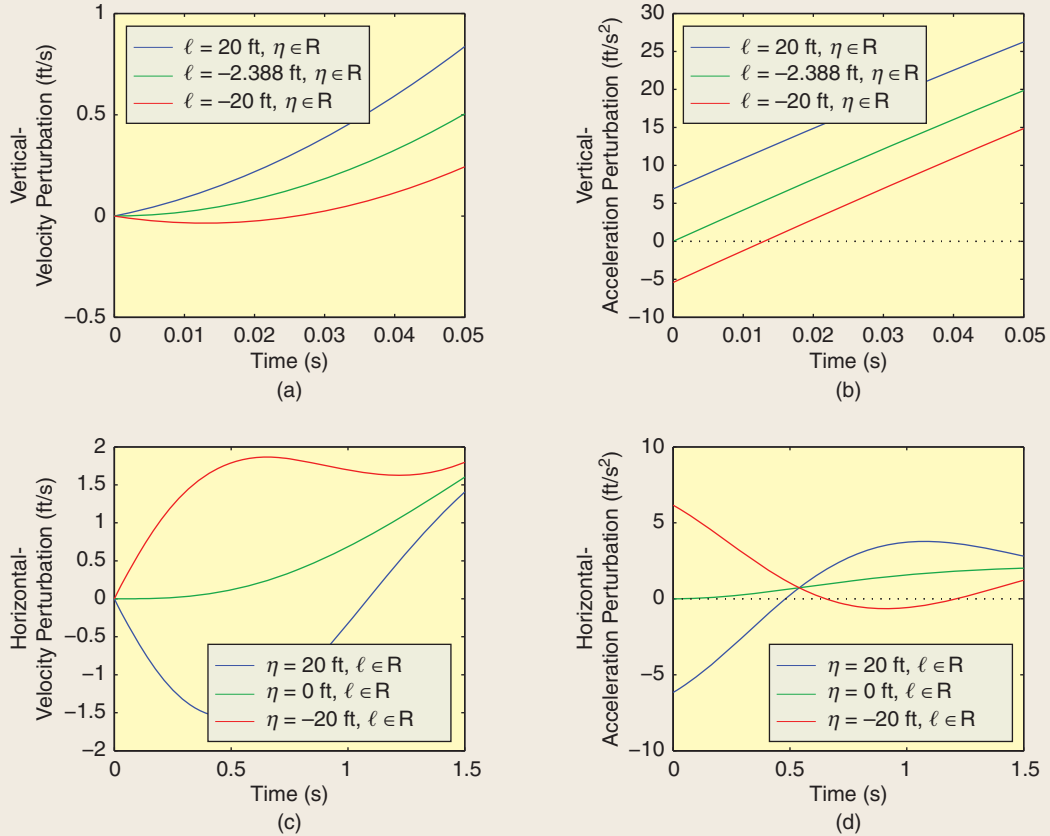 Vertical-
Velocity Perturbation (ft/s)
1
0.5
0
−0.5
ℓ = 20 ft, η∈R
ℓ = −2.388 ft, η∈R
ℓ = −20 ft, η∈R
0 0.01 0.02 0.03 0.04 0.05
Time (s)
(a)
Vertical-
Acceleration Perturbation (ft/s²)
30
25
20
15
10
5
0
−5
−10
ℓ = 20 ft, η∈R
ℓ = −2.388 ft, η∈R
ℓ = −20 ft, η∈R
0 0.01 0.02 0.03 0.04 0.05
Time (s)
(b)
Horizontal-
Velocity Perturbation (ft/s)
2
1.5
1
0.5
0
−0.5
−1
−1.5
−2
η = 20 ft, ℓ∈R
η = 0 ft, ℓ∈R
η = −20 ft, ℓ∈R
0 0.5 1 1.5
Time (s)
(c)
Horizontal-
Acceleration Perturbation (ft/s²)
10
5
0
−5
−10
η = 20 ft, ℓ∈R
η = 0 ft, ℓ∈R
η = −20 ft, ℓ∈R
0 0.5 1 1.5
Time (s)
(d)